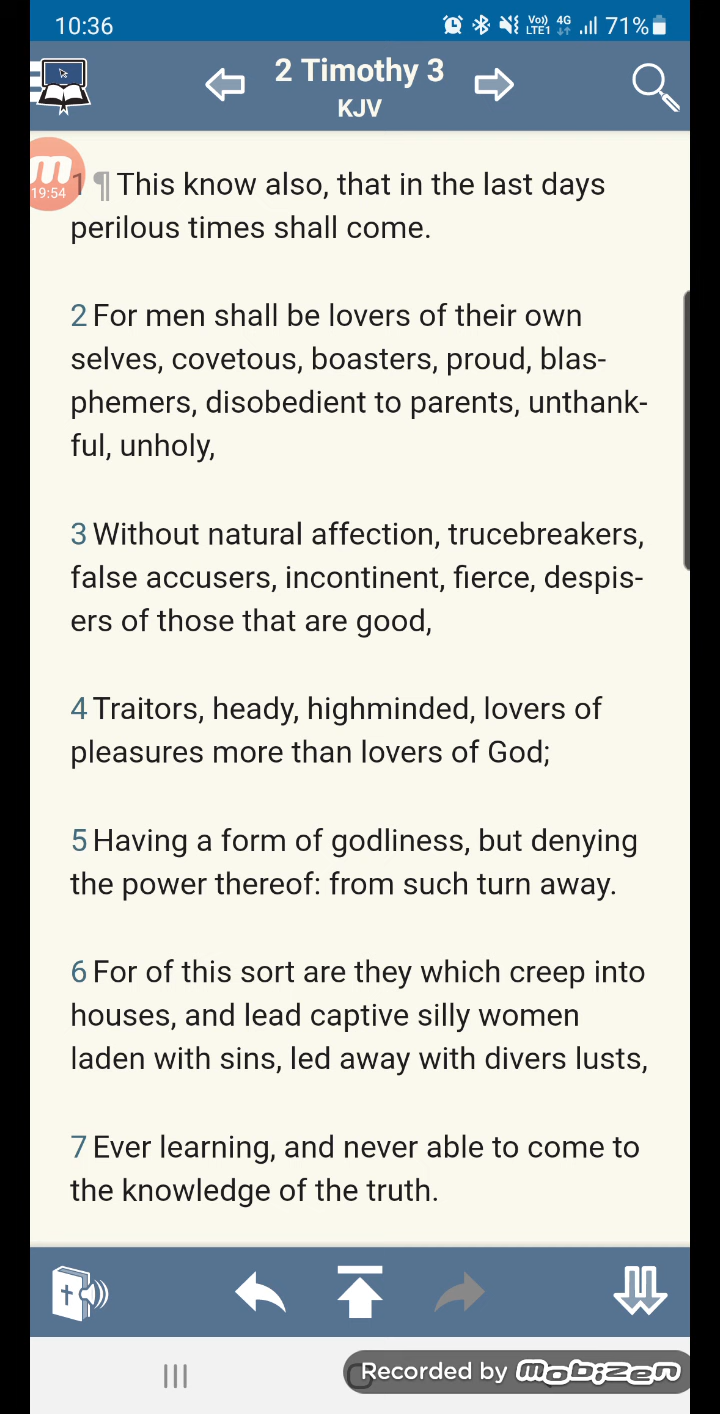 10:36
Vo)) 4G
LTE1
71%
2 Timothy 3
KJV
m
19:54
1 ¶ This know also, that in the last days
perilous times shall come.
2 For men shall be lovers of their own
selves, covetous, boasters, proud, blas-
phemers, disobedient to parents, unthank-
ful, unholy,
3 Without natural affection, trucebreakers,
false accusers, incontinent, fierce, despis-
ers of those that are good,
4 Traitors, heady, highminded, lovers of
pleasures more than lovers of God;
5 Having a form of godliness, but denying
the power thereof: from such turn away.
6 For of this sort are they which creep into
houses, and lead captive silly women
laden with sins, led away with divers lusts,
7 Ever learning, and never able to come to
the knowledge of the truth.
Recorded by mobizen